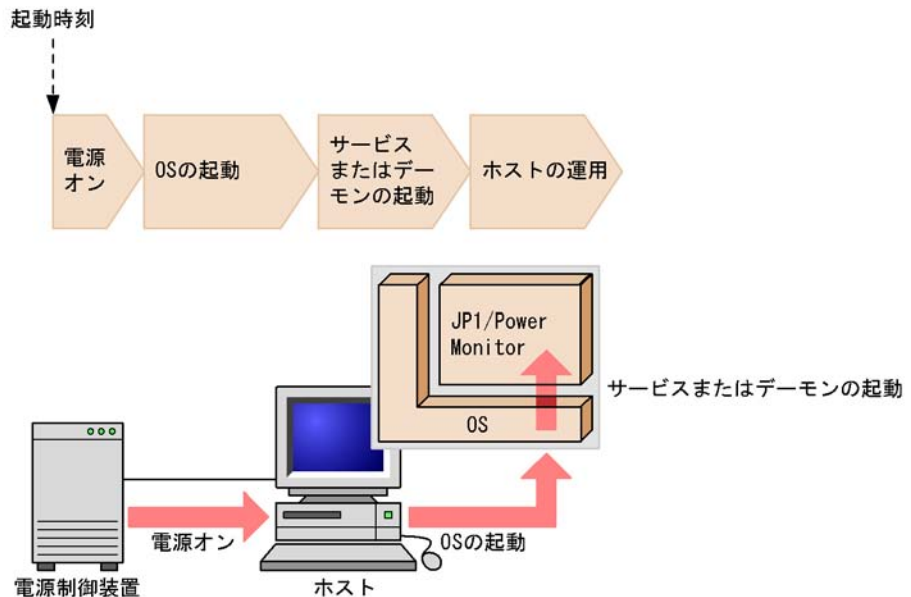 起動時刻
電源
オン
OSの起動
サービス
またはデー
モンの起動
ホストの運用
JP1/Power
Monitor
サービスまたはデーモンの起動
OS
電源オン
OSの起動
電源制御装置
ホスト